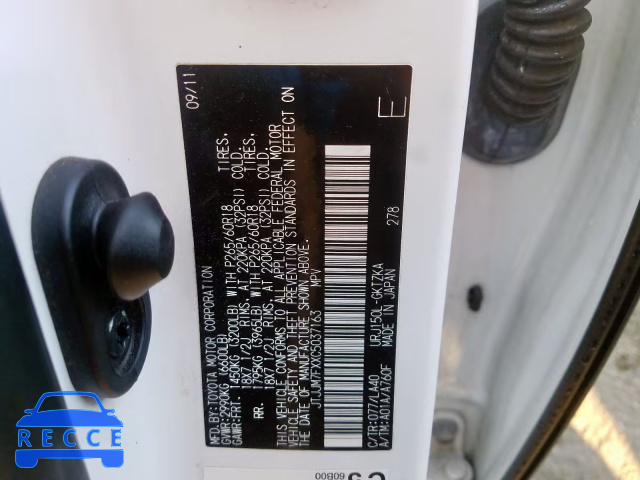 09/11
MFD.BY:TOYOTA MOTOR CORPORATION
GVWR:2990KG (6600LB)
GAWR:FRT. 1450KG (3200LB) WITH P265/60R18 TIRES,
18X7 1/2J RIMS, AT 220KPA (32PSI) COLD.
RR. 1795KG (3965LB) WITH P265/60R18 TIRES,
18X7 1/2J RIMS, AT 220KPA (32PSI) COLD.
THIS VEHICLE CONFORMS TO ALL APPLICABLE FEDERAL MOTOR
VEHICLE SAFETY AND THEFT PREVENTION STANDARDS IN EFFECT ON
THE DATE OF MANUFACTURE SHOWN ABOVE.
JTJJM7FXXC5037163 MPV
278
E
C/TR:077/LA40 URJ150L-GKTZKA
A/TM:A01A/A760F MADE IN JAPAN
60B00
RECCE